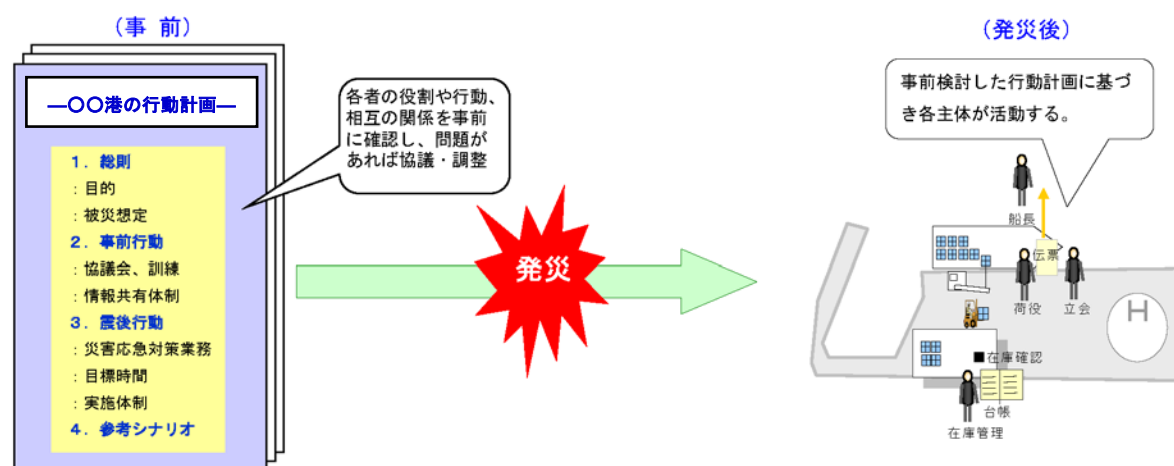 （事 前）
―〇〇港の行動計画―
１．総則
：目的
：被災想定
２．事前行動
：協議会、訓練
：情報共有体制
３．震後行動
：災害応急対策業務
：目標時間
：実施体制
４．参考シナリオ
各者の役割や行動、
相互の関係を事前
に確認し、問題が
あれば協議・調整
発災
（発災後）
事前検討した行動計画に基づ
き各主体が活動する。
船長
伝票
荷役
立会
H
■在庫確認
台帳
在庫管理